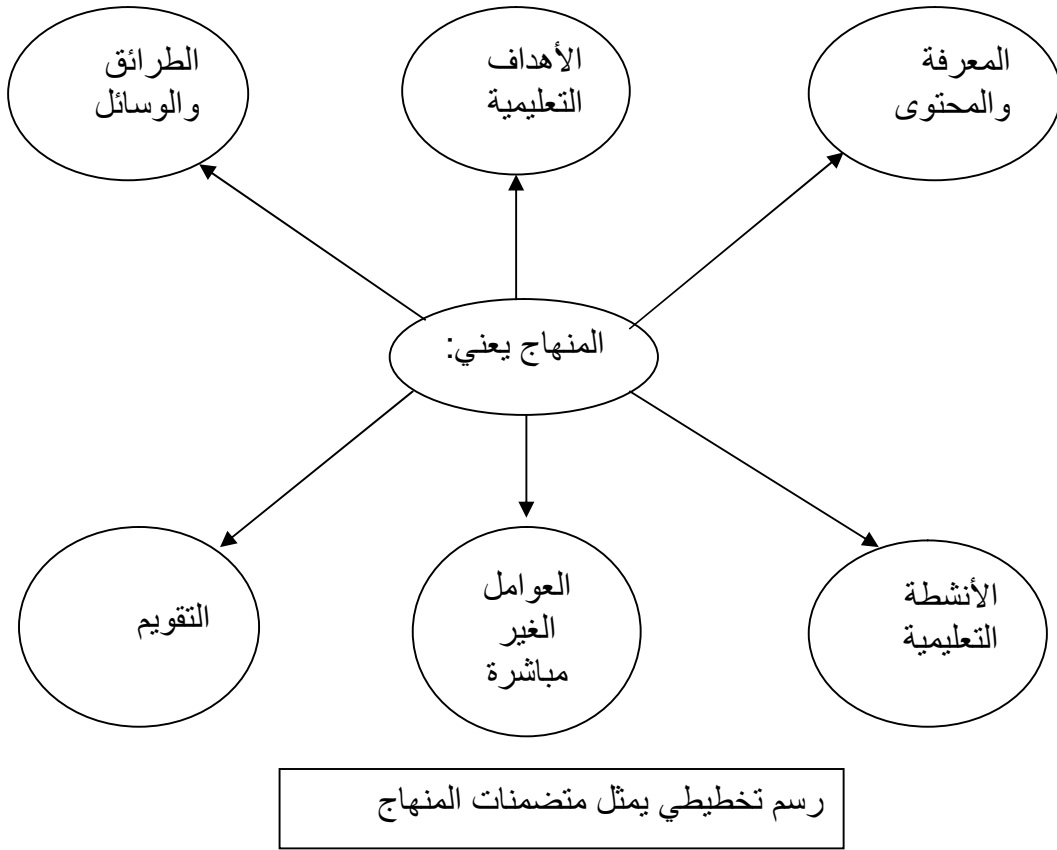 المعرفة
والمحتوى
الأهداف
التعليمية
الطرائق
والوسائل
المنهاج يعني:
الأنشطة
التعليمية
العوامل
الغير
مباشرة
التقويم
رسم تخطيطي يمثل متضمنات المنهاج